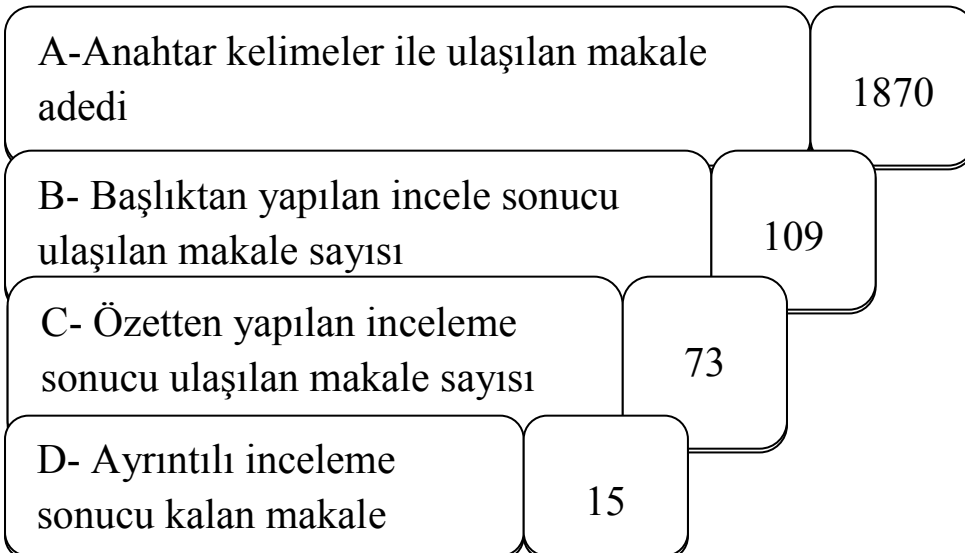 A-Anahtar kelimeler ile ulaşılan makale
adedi
1870
B- Başlıktan yapılan incele sonucu
ulaşılan makale sayısı
109
C- Özetten yapılan inceleme
sonucu ulaşılan makale sayısı
73
D- Ayrıntılı inceleme
sonucu kalan makale
15